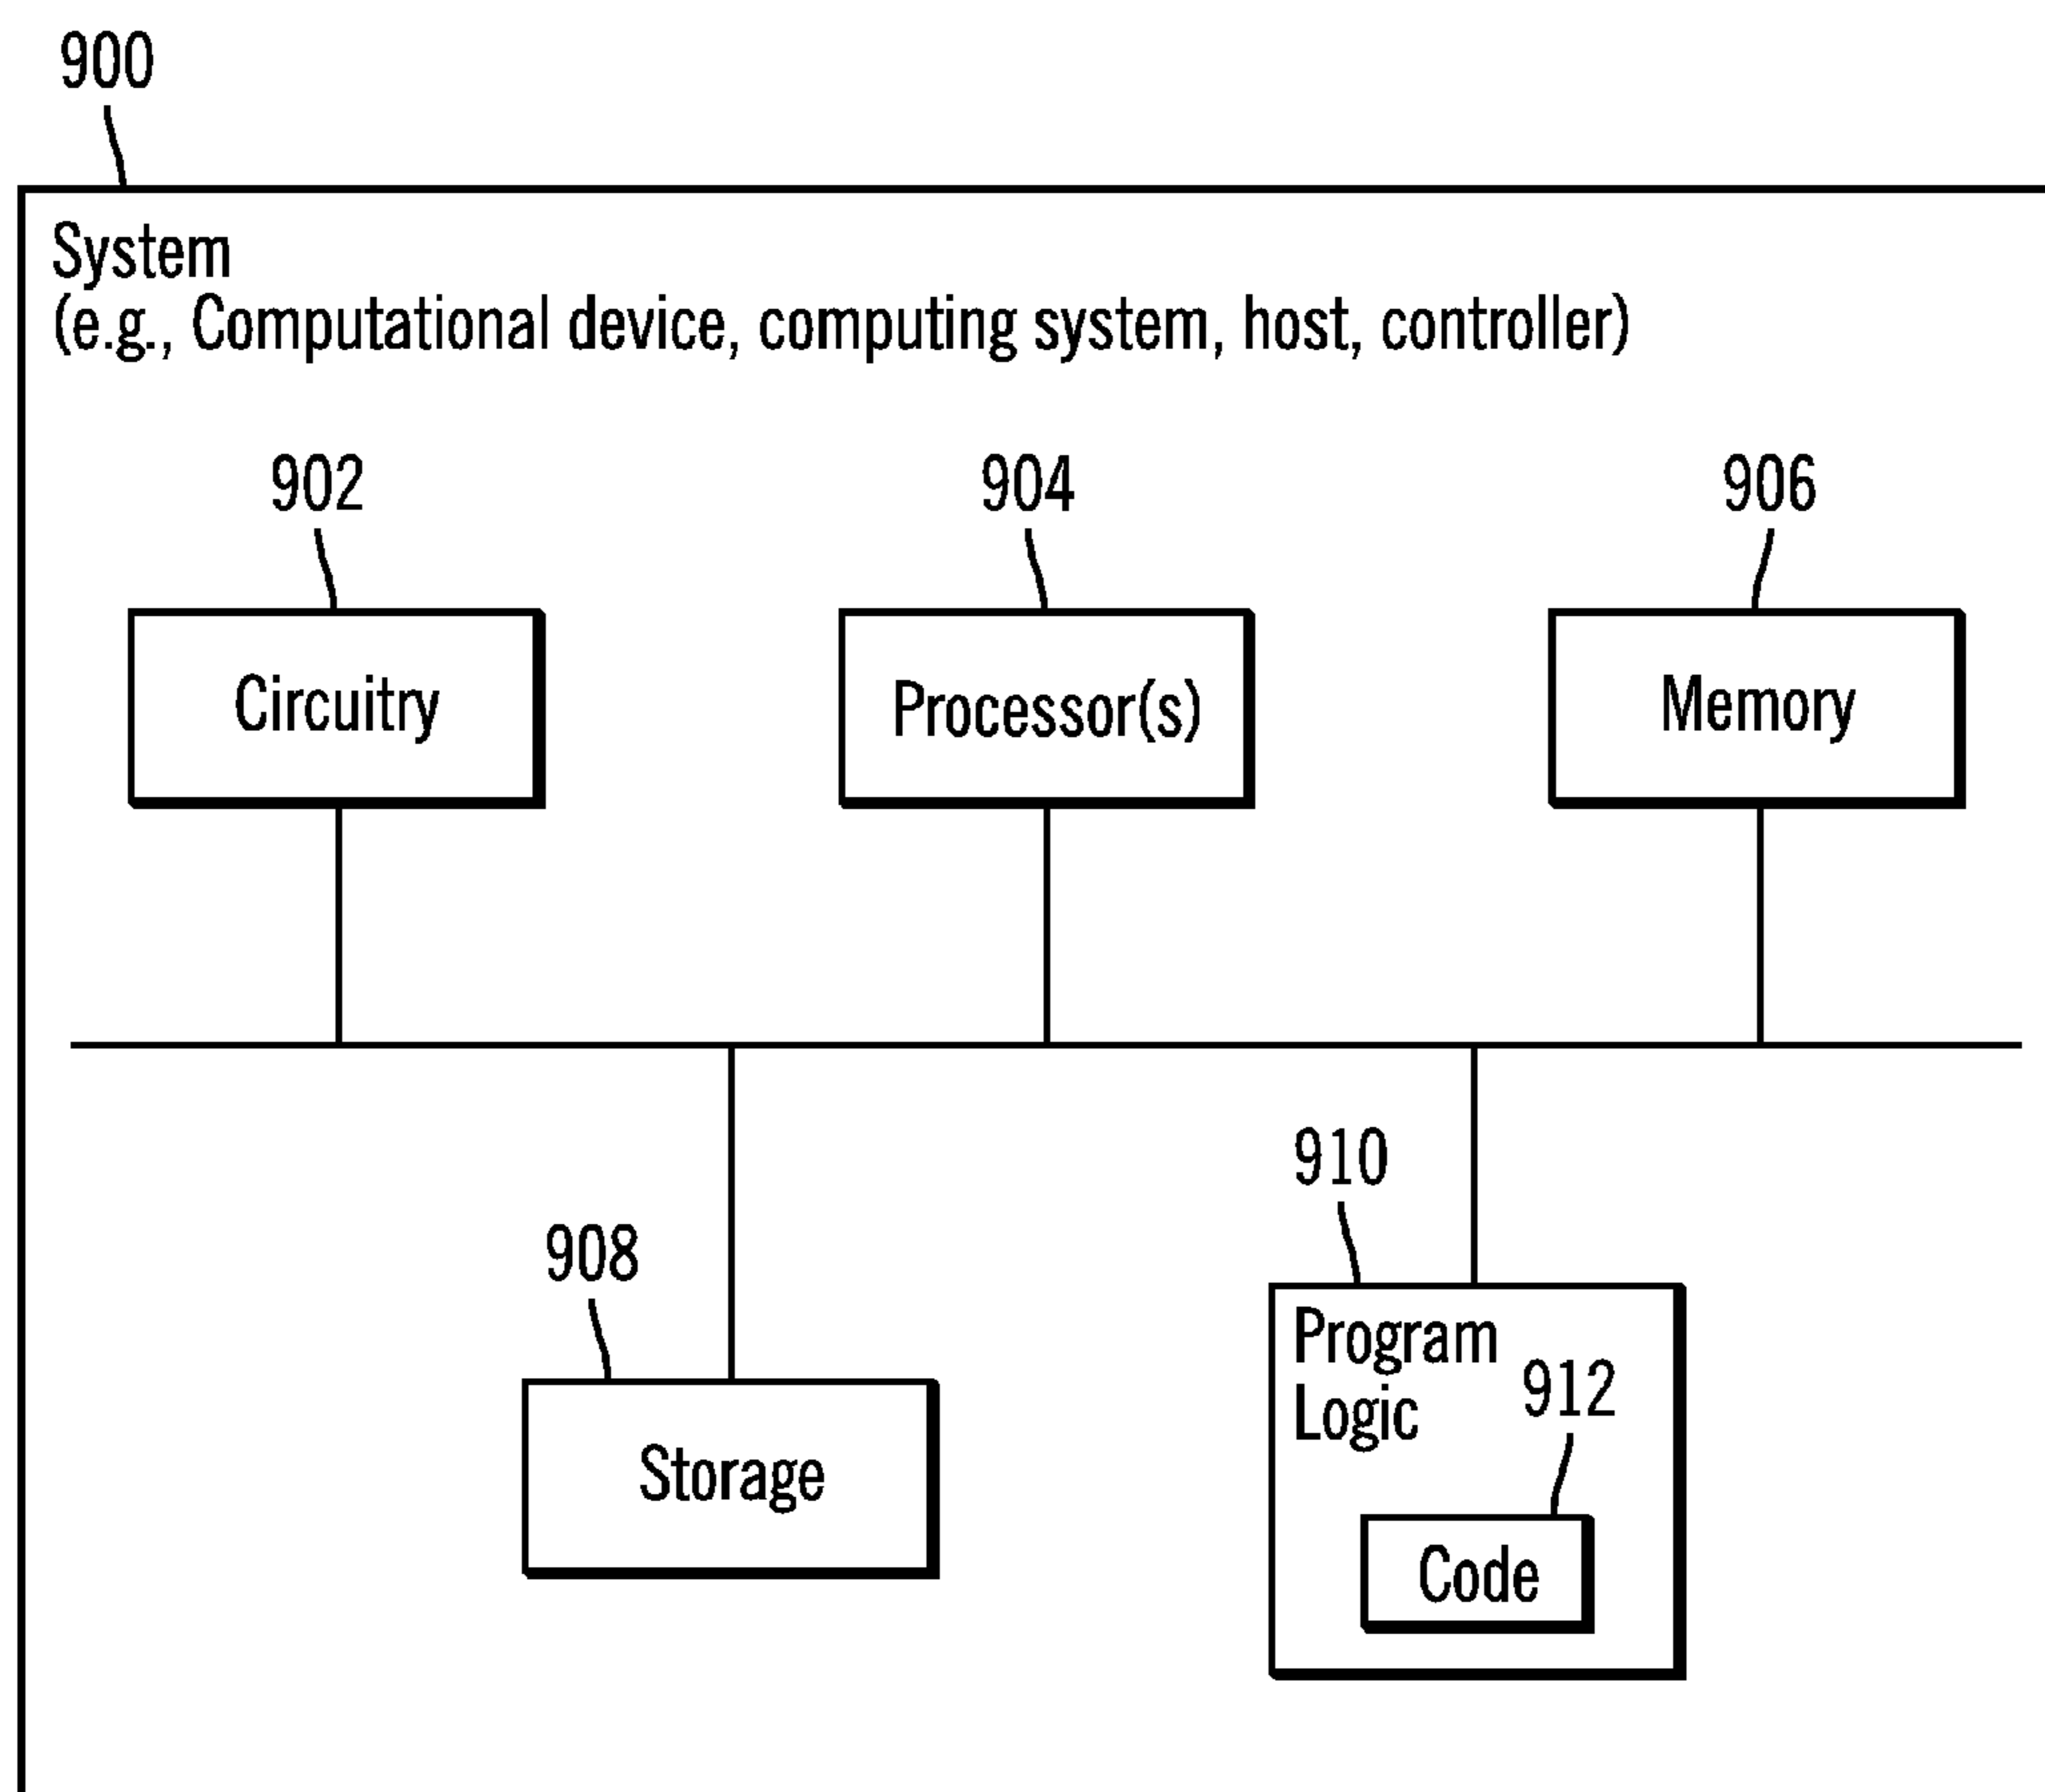 900
System
(e.g., Computational device, computing system, host, controller)
902
904
906
Circuitry
Processor(s)
Memory
910
908
Program
Logic
912
Storage
Code